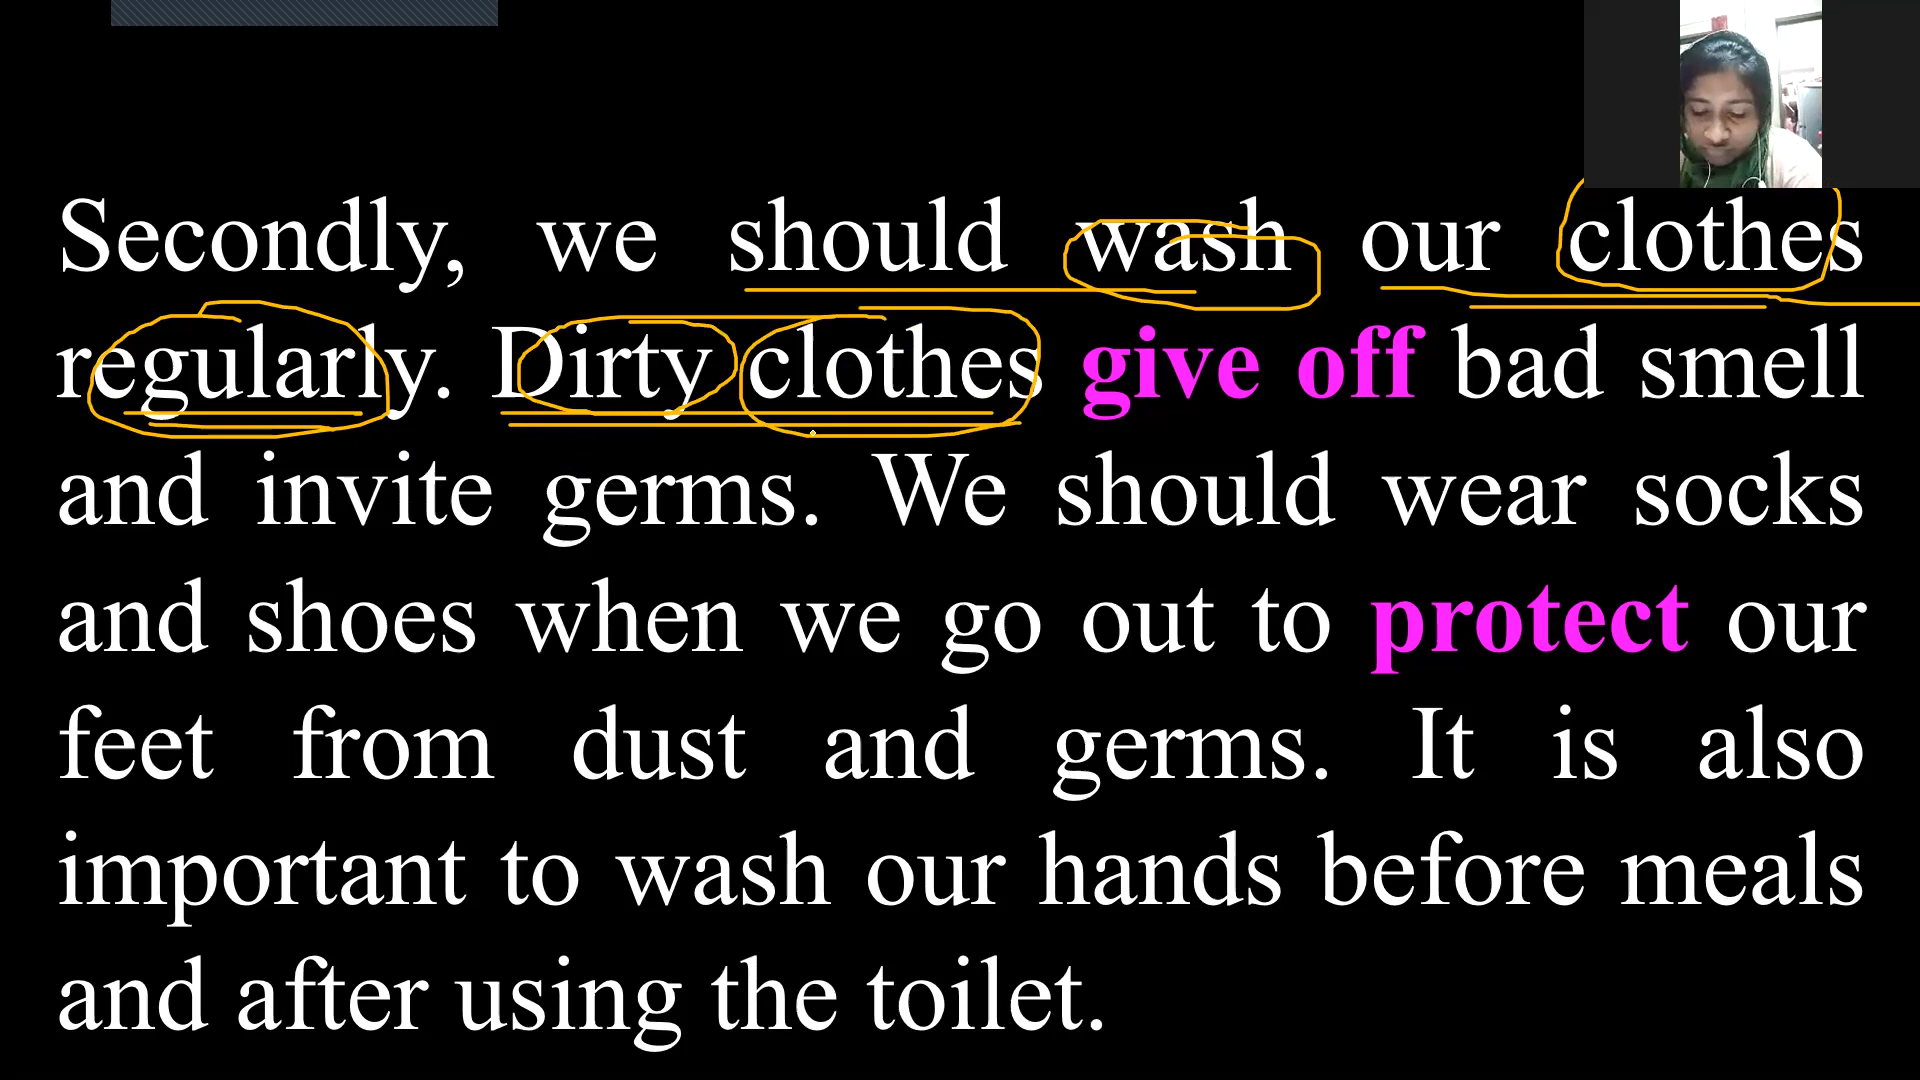 Secondly, we should wash our clothes
regularly. Dirty clothes give off bad smell
and invite germs. We should wear socks
and shoes when we go out to protect our
feet from dust and germs. It is also
important to wash our hands before meals
and after using the toilet.